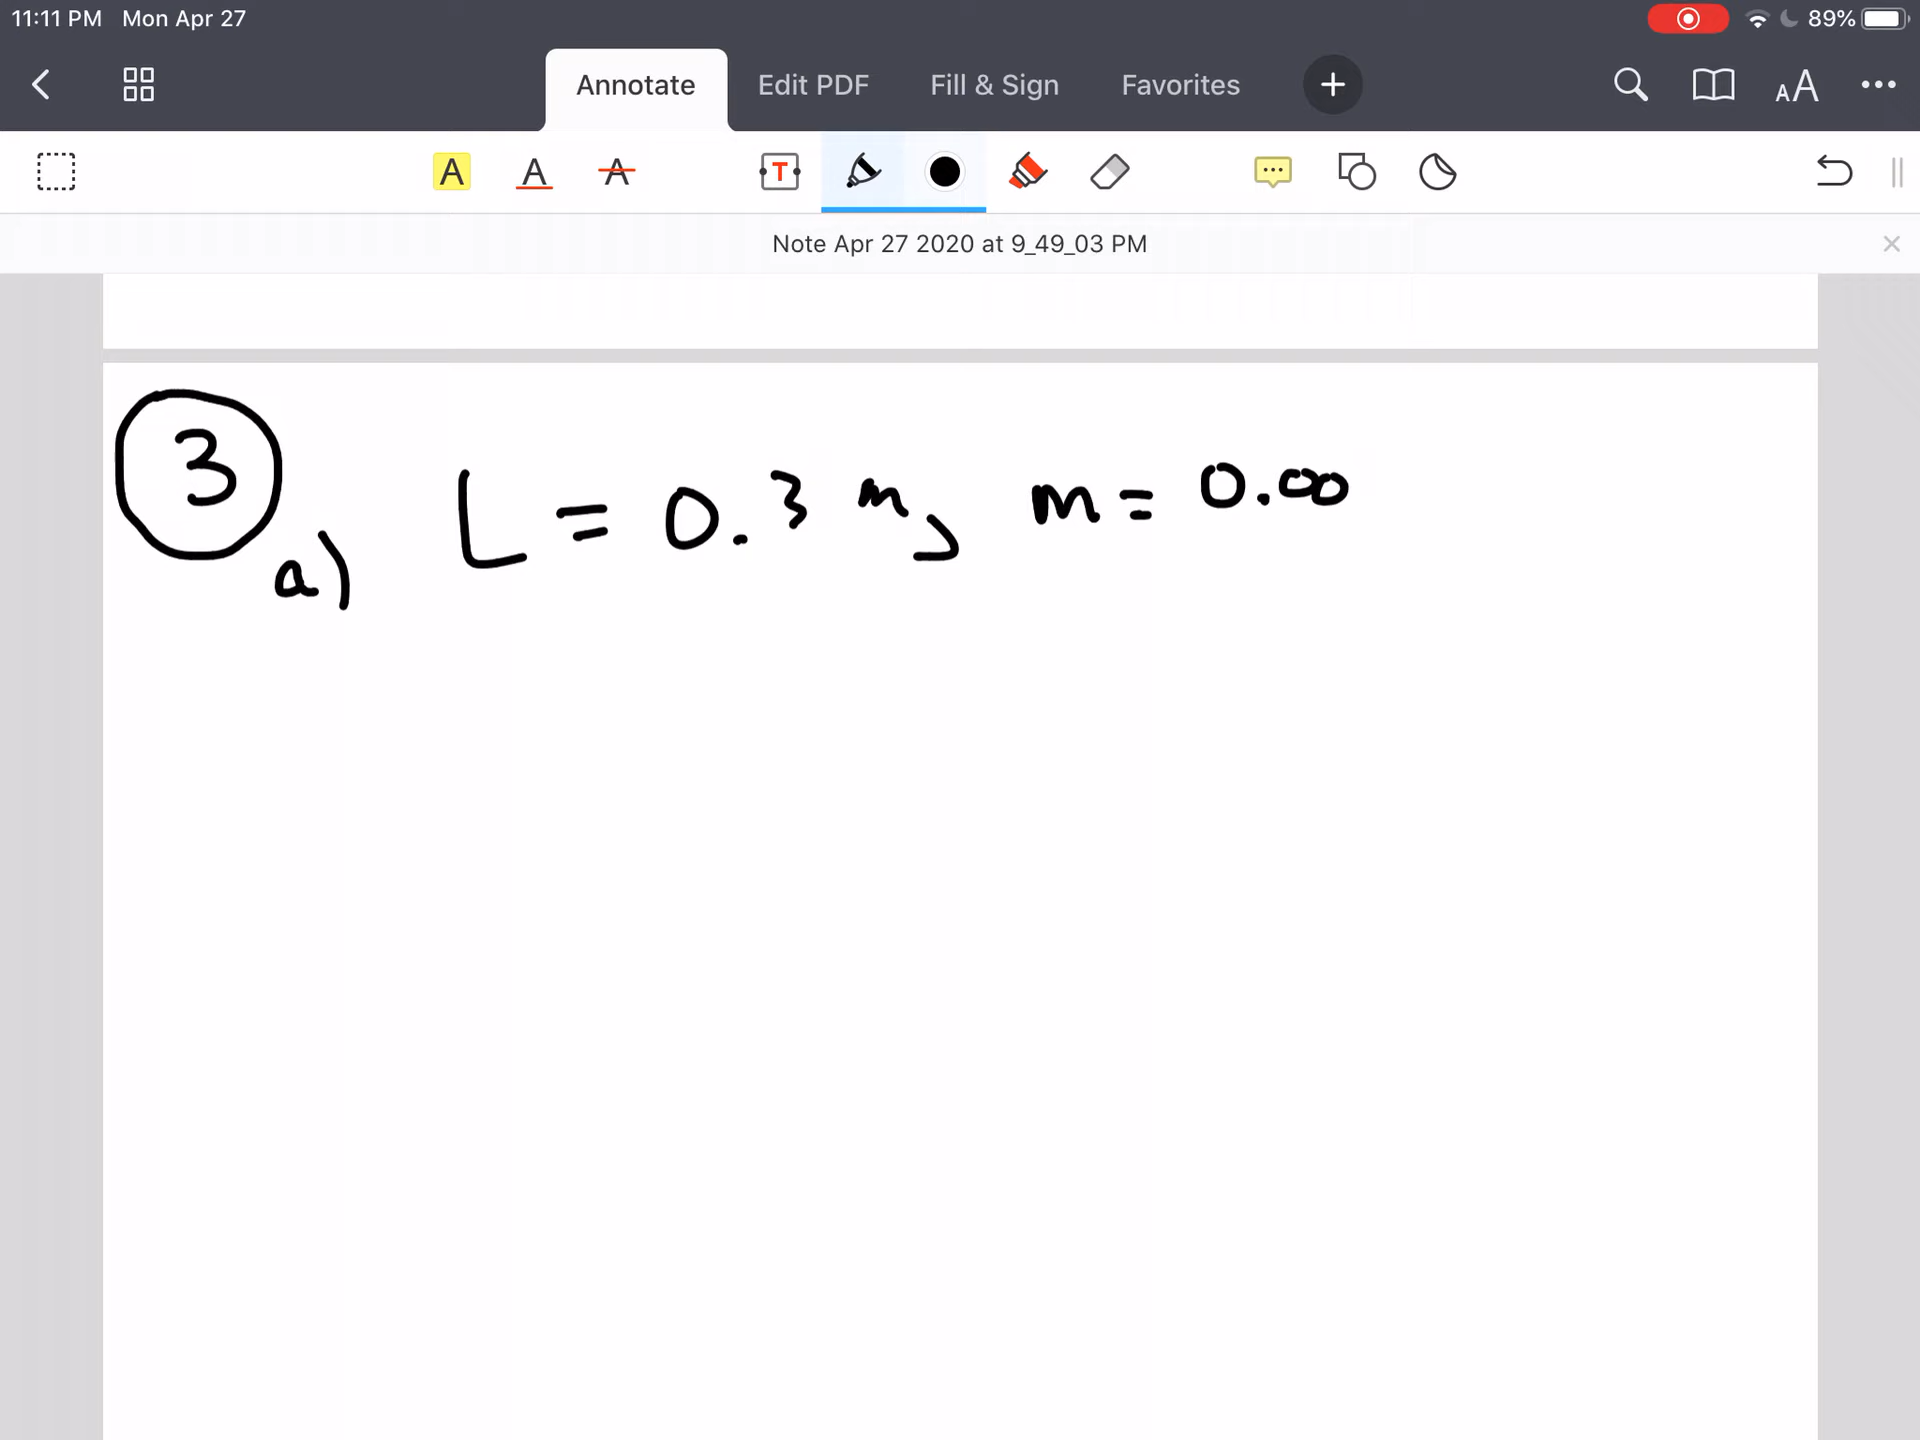 11:11 PM Mon Apr 27 89%
Annotate Edit PDF Fill & Sign Favorites
A A A T AA
Note Apr 27 2020 at 9_49_03 PM
3
a) L = 0.3 m, m = 0.00